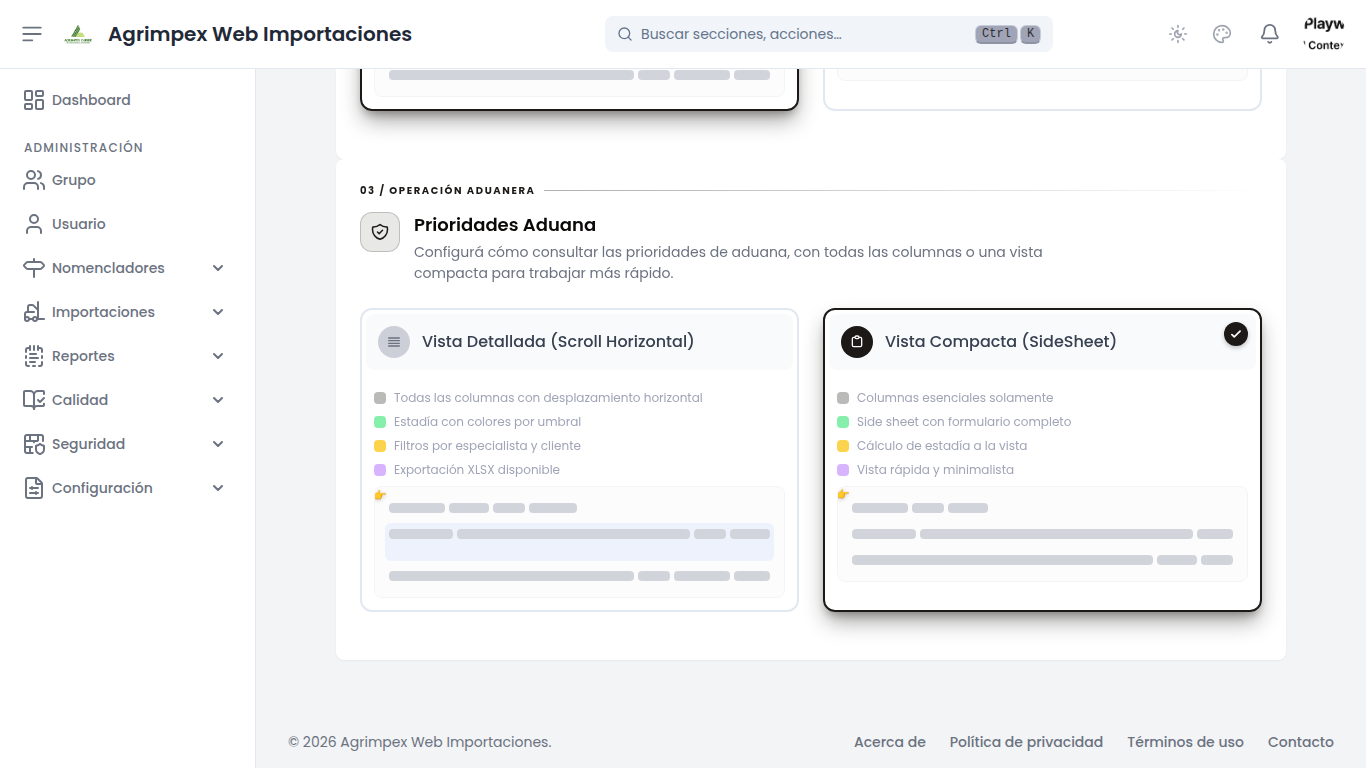 Agrimpex Web Importaciones
Buscar secciones, acciones...
Ctrl K
Dashboard
ADMINISTRACIÓN
Grupo
Usuario
Nomencladores
Importaciones
Reportes
Calidad
Seguridad
Configuración
03 / OPERACIÓN ADUANERA
Prioridades Aduana
Configurá cómo consultar las prioridades de aduana, con todas las columnas o una vista
compacta para trabajar más rápido.
Vista Detallada (Scroll Horizontal)
Todas las columnas con desplazamiento horizontal
Estadía con colores por umbral
Filtros por especialista y cliente
Exportación XLSX disponible
Vista Compacta (SideSheet)
Columnas esenciales solamente
Side sheet con formulario completo
Cálculo de estadía a la vista
Vista rápida y minimalista
© 2026 Agrimpex Web Importaciones.
Acerca de
Política de privacidad
Términos de uso
Contacto